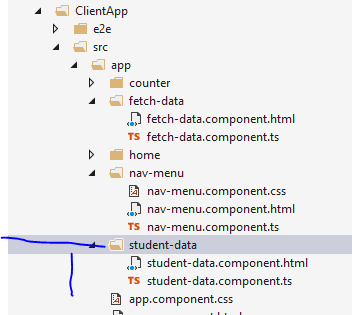 ClientApp
e2e
src
app
counter
fetch-data
fetch-data.component.html
TS fetch-data.component.ts
home
nav-menu
nav-menu.component.css
nav-menu.component.html
TS nav-menu.component.ts
student-data
student-data.component.html
TS student-data.component.ts
app.component.css